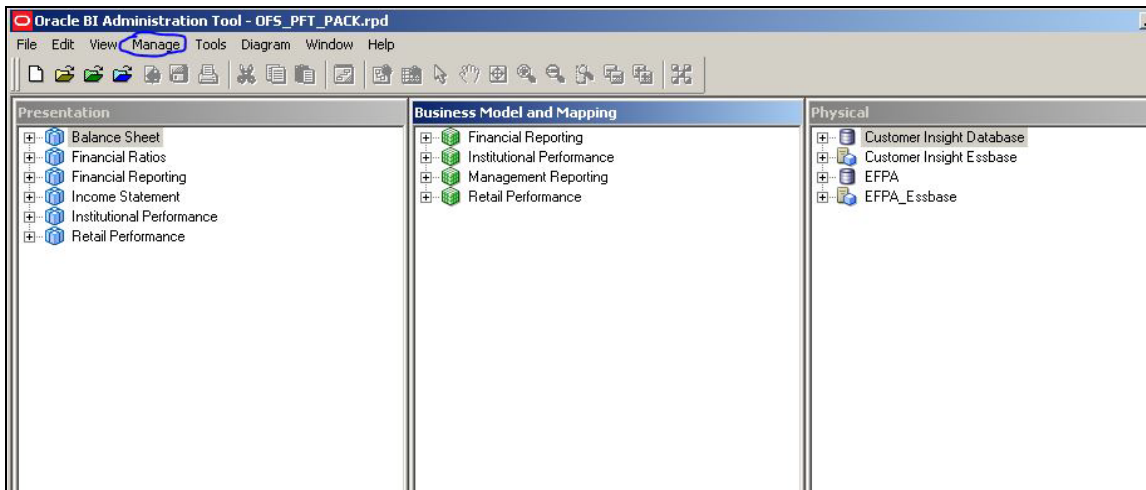 Oracle BI Administration Tool - OFS_PFT_PACK.rpd
File Edit View Manage Tools Diagram Window Help
Presentation
Balance Sheet
Financial Ratios
Financial Reporting
Income Statement
Institutional Performance
Retail Performance
Business Model and Mapping
Financial Reporting
Institutional Performance
Management Reporting
Retail Performance
Physical
Customer Insight Database
Customer Insight Essbase
EFPA
EFPA_Essbase